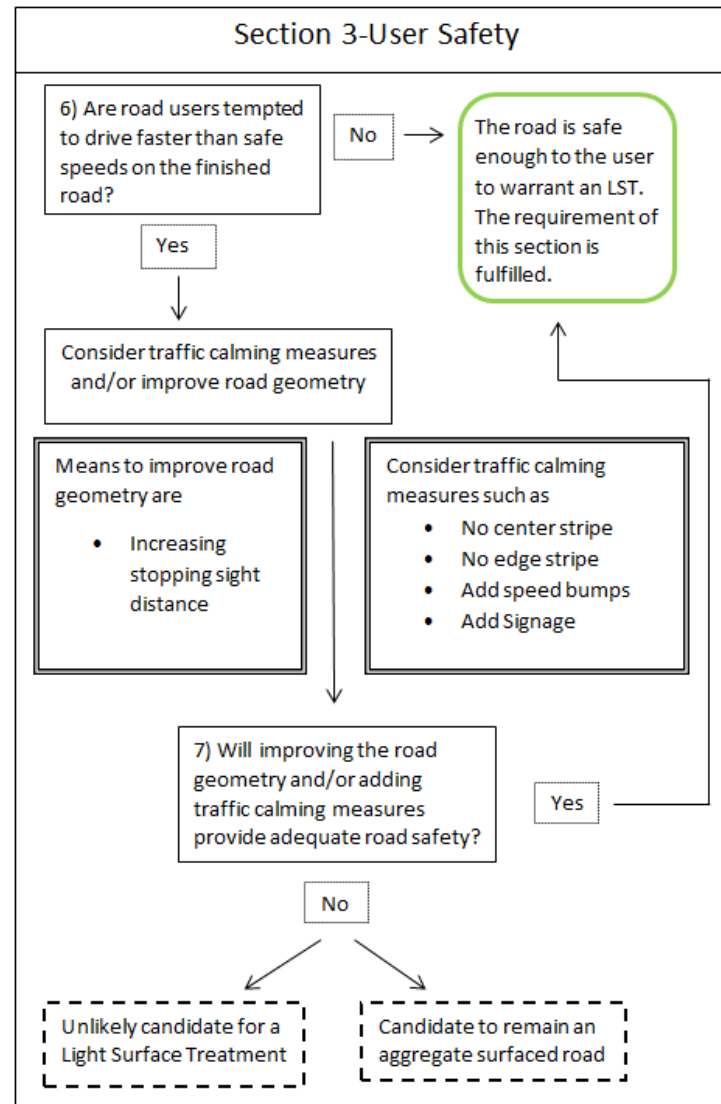 Section 3-User Safety
6) Are road users tempted
to drive faster than safe
speeds on the finished
road?
No
The road is safe
enough to the user
to warrant an LST.
The requirement of
this section is
fulfilled.
Yes
Consider traffic calming measures
and/or improve road geometry
Means to improve road
geometry are
• Increasing
stopping sight
distance
Consider traffic calming
measures such as
• No center stripe
• No edge stripe
• Add speed bumps
• Add Signage
7) Will improving the road
geometry and/or adding
traffic calming measures
provide adequate road safety?
Yes
No
Unlikely candidate for a
Light Surface Treatment
Candidate to remain an
aggregate surfaced road